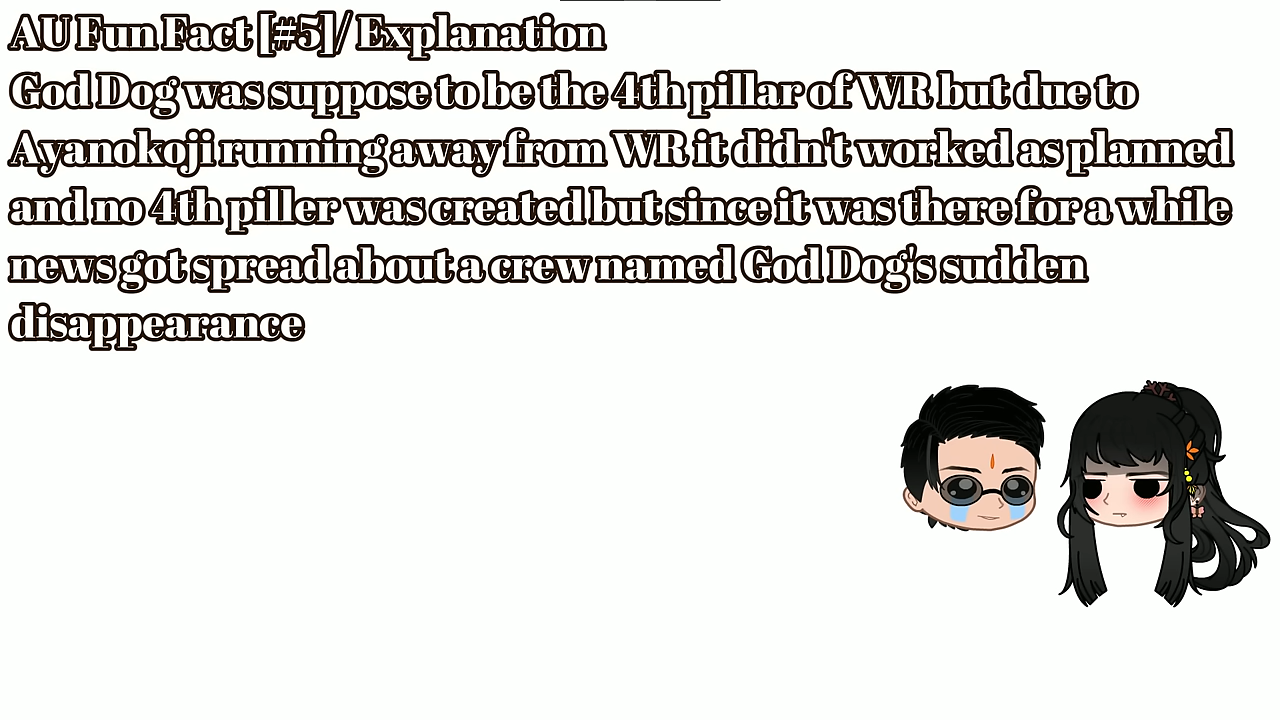 AU Fun Fact [#5]/ Explanation
God Dog was suppose to be the 4th pillar of WR but due to
Ayanokoji running away from WR it didn't worked as planned
and no 4th piller was created but since it was there for a while
news got spread about a crew named God Dog's sudden
disappearance